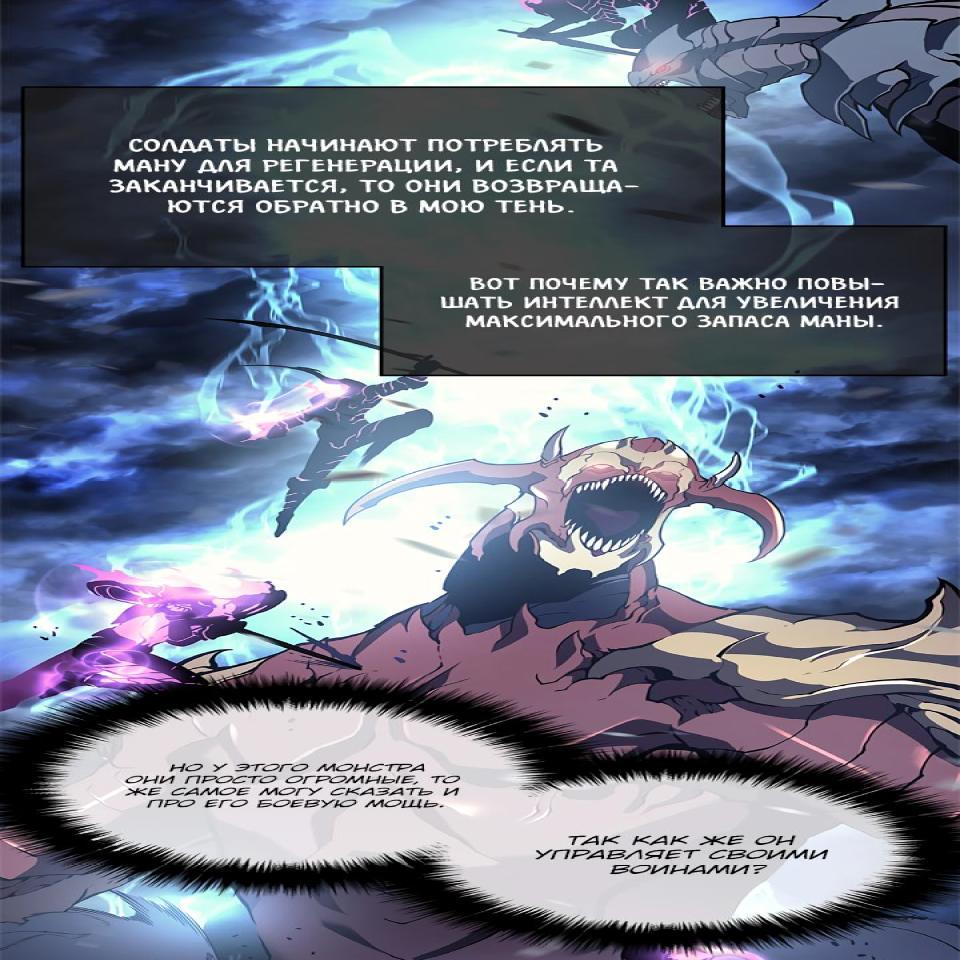 СОЛДАТЫ НАЧИНАЮТ ПОТРЕБЛЯТЬ
МАНУ ДЛЯ РЕГЕНЕРАЦИИ, И ЕСЛИ ТА
ЗАКАНЧИВАЕТСЯ, ТО ОНИ ВОЗВРАЩА-
ЮТСЯ ОБРАТНО В МОЮ ТЕНЬ.
ВОТ ПОЧЕМУ ТАК ВАЖНО ПОВЫ-
ШАТЬ ИНТЕЛЛЕКТ ДЛЯ УВЕЛИЧЕНИЯ
МАКСИМАЛЬНОГО ЗАПАСА МАНЫ.
НО У ЭТОГО МОНСТРА
ОНИ ПРОСТО ОГРОМНЫЕ, ТО
ЖЕ САМОЕ МОГУ СКАЗАТЬ И
ПРО ЕГО БОЕВУЮ МОЩЬ.
ТАК КАК ЖЕ ОН
УПРАВЛЯЕТ СВОИМИ
ВОИНАМИ?